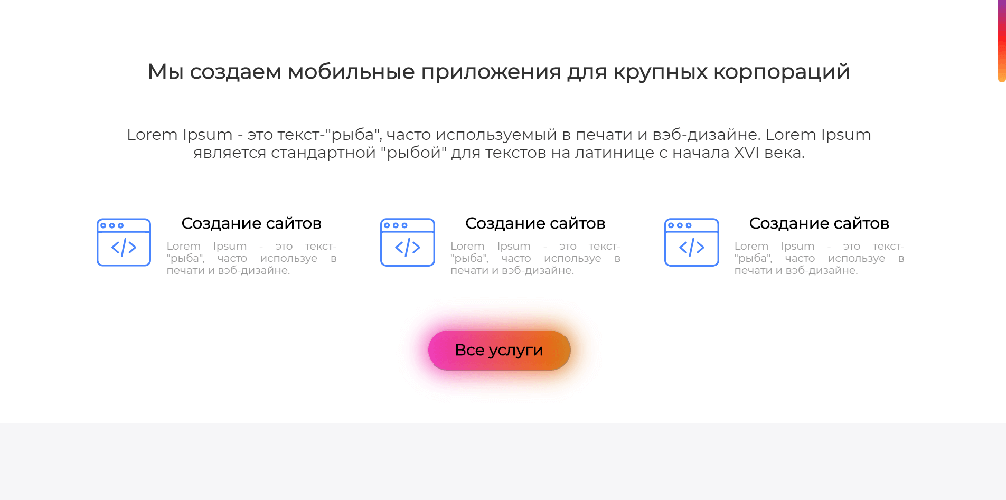 Мы создаем мобильные приложения для крупных корпораций
Lorem Ipsum - это текст-"рыба", часто используемый в печати и вэб-дизайне. Lorem Ipsum
является стандартной "рыбой" для текстов на латинице с начала XVI века.
Создание сайтов
Lorem Ipsum - это текст-
"рыба", часто используе в
печати и вэб-дизайне.
Создание сайтов
Lorem Ipsum - это текст-
"рыба", часто используе в
печати и вэб-дизайне.
Создание сайтов
Lorem Ipsum - это текст-
"рыба", часто используе в
печати и вэб-дизайне.
Все услуги